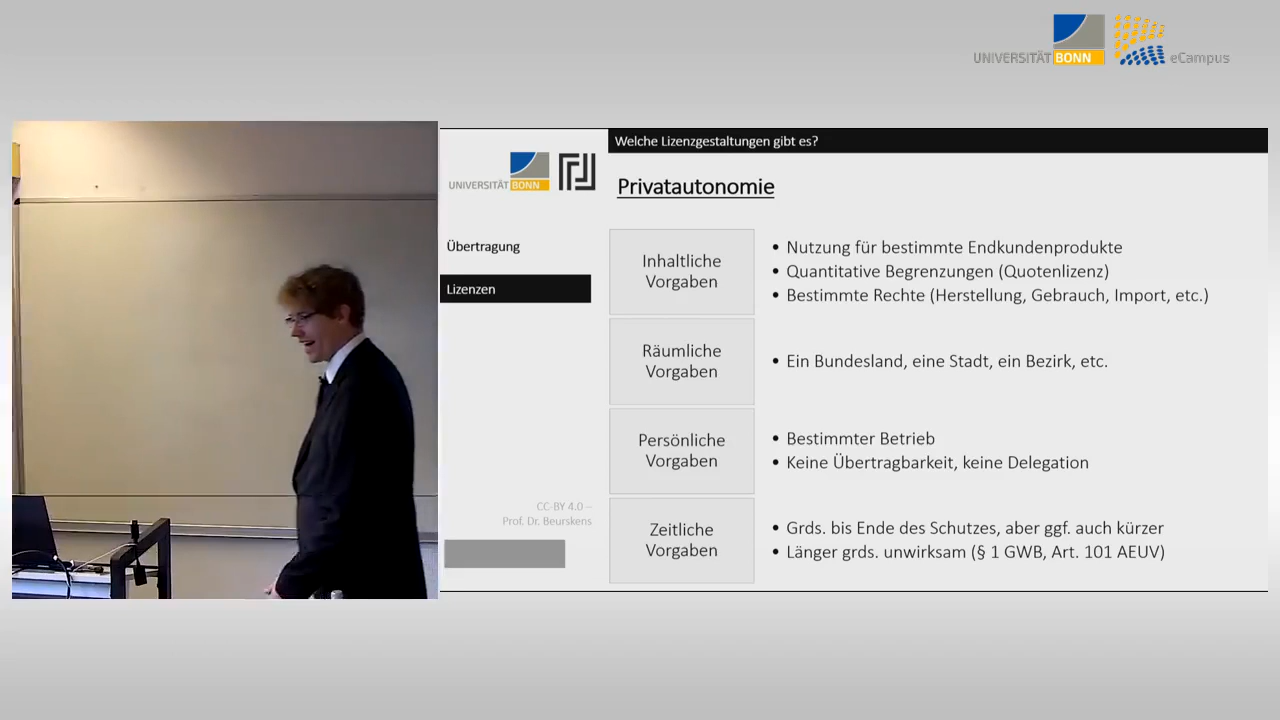 UNIVERSITÄT BONN
eCampus
Welche Lizenzgestaltungen gibt es?
UNIVERSITÄT BONN
Privatautonomie
Übertragung
Lizenzen
Inhaltliche
Vorgaben
• Nutzung für bestimmte Endkundenprodukte
• Quantitative Begrenzungen (Quotenlizenz)
• Bestimmte Rechte (Herstellung, Gebrauch, Import, etc.)
Räumliche
Vorgaben
• Ein Bundesland, eine Stadt, ein Bezirk, etc.
Persönliche
Vorgaben
• Bestimmter Betrieb
• Keine Übertragbarkeit, keine Delegation
Zeitliche
Vorgaben
• Grds. bis Ende des Schutzes, aber ggf. auch kürzer
• Länger grds. unwirksam (§ 1 GWB, Art. 101 AEUV)
CC-BY 4.0 –
Prof. Dr. Beurskens